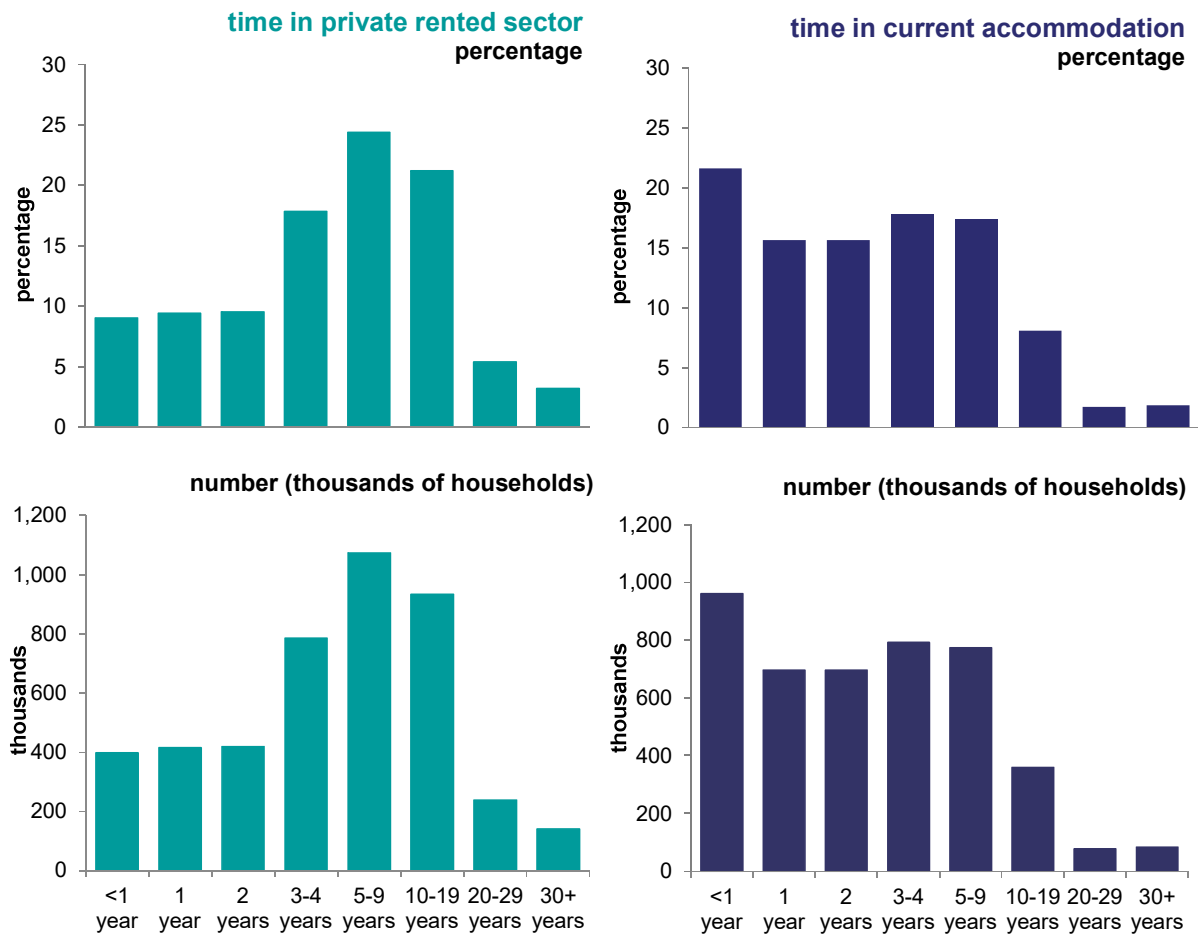 time in private rented sector
percentage
30
25
20
15
10
5
0
percentage
time in current accommodation
percentage
30
25
20
15
10
5
0
percentage
number (thousands of households)
1,200
1,000
800
600
400
200
0
thousands
<1 1 2 3-4 5-9 10-19 20-29 30+
year year years years years years years years
number (thousands of households)
1,200
1,000
800
600
400
200
0
thousands
<1 1 2 3-4 5-9 10-19 20-29 30+
year year years years years years years years